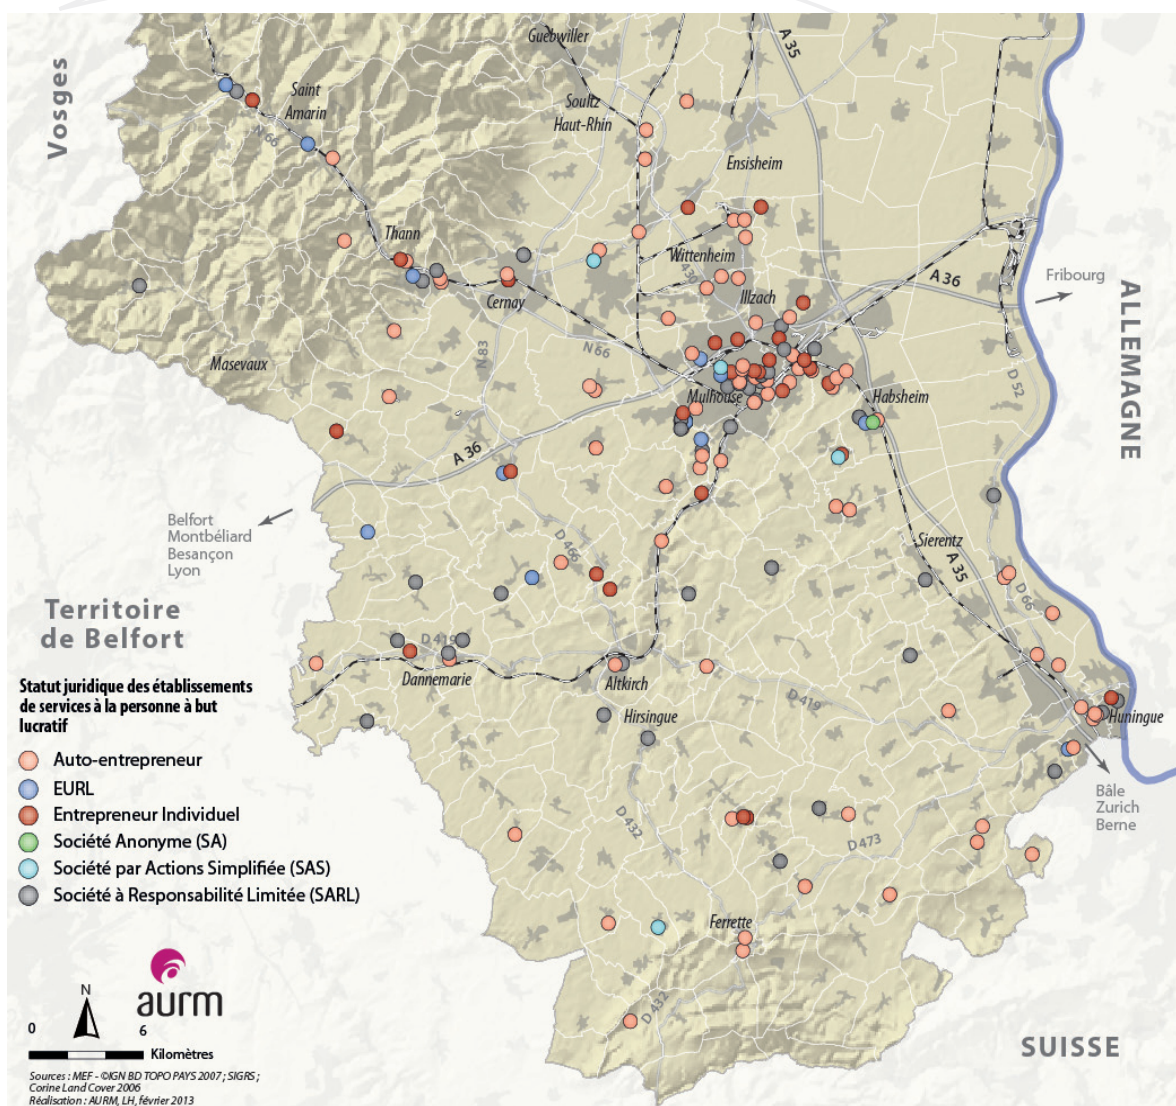 Guebwiller
A 35
Vosges
Saint
Amarin
Soultz
Haut-Rhin
N 66
Ensisheim
Thann
Wittenheim
A 36
Fribourg
ALLEMAGNE
Cernay
Illzach
N 83
N 66
Masevaux
D 52
Mulhouse
Habsheim
A 36
Belfort
Montbéliard
Besançon
Lyon
D 466
Sierentz
A 35
D 66
Territoire
de Belfort
D 419
Dannemarie
Altkirch
D 419
Hirsingue
Huningue
Statut juridique des établissements
de services à la personne à but
lucratif
Auto-entrepreneur
EURL
Entrepreneur Individuel
Société Anonyme (SA)
Société par Actions Simplifiée (SAS)
Société à Responsabilité Limitée (SARL)
Bâle
Zurich
Berne
D 432
D 473
Ferrette
D 432
SUISSE
aurm
N
0
6
Kilomètres
Sources : MEF - ©IGN BD TOPO PAYS 2007 ; SIGRS ;
Corine Land Cover 2006
Réalisation : AURM, LH, février 2013